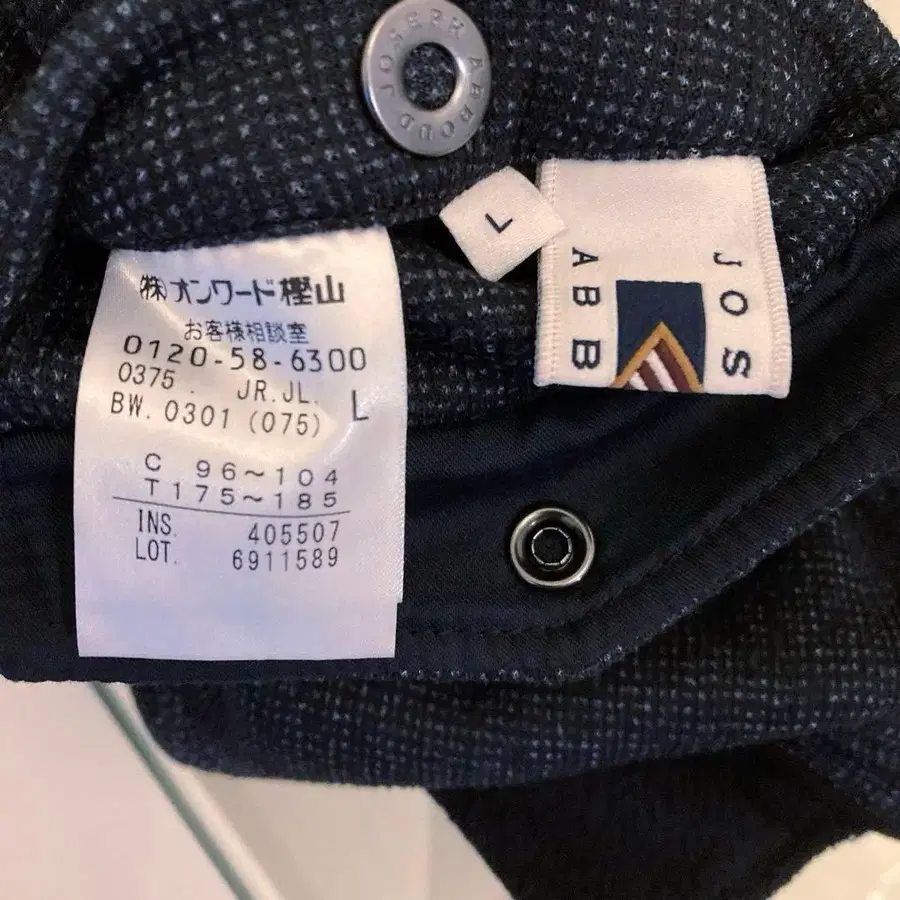 JOSEPH ABBOUD
L
JOS
ABB
㈱オンワード樫山
お客様相談室
0120-58-6300
0375. JR.JL.
BW. 0301 (075) L
C 96～104
T175～185
INS. 405507
LOT. 6911589